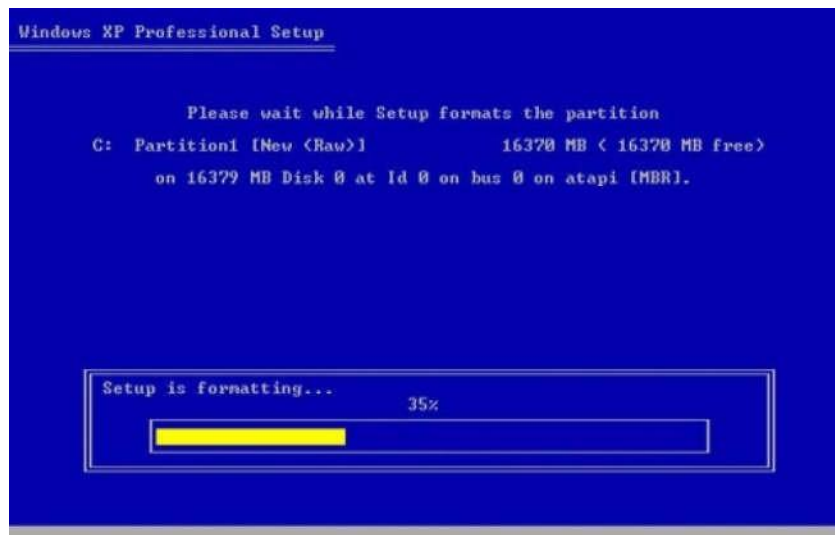 Windows XP Professional Setup
Please wait while Setup formats the partition
C: Partition1 [New <Raw>] 16370 MB < 16370 MB free>
on 16379 MB Disk 0 at Id 0 on bus 0 on atapi [MBR].
Setup is formatting...
35%